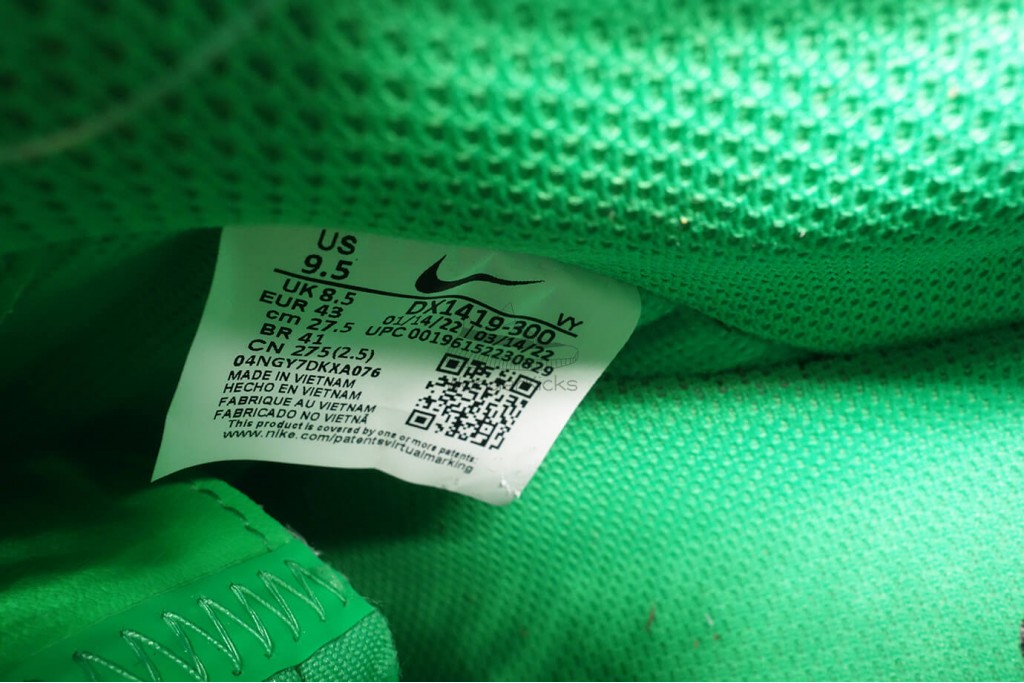 US
9.5
UK 8.5
EUR 43
cm 27.5
BR 41
CN 275(2.5)
04NGY7DKXA076
MADE IN VIETNAM
HECHO EN VIETNAM
FABRIQUE AU VIETNAM
FABRICADO NO VIETNÃ
This product is covered by one or more patents:
www.nike.com/patentsvirtualmarking
DX1419-300 VY
01/14/22 03/14/22
UPC 00196152230829